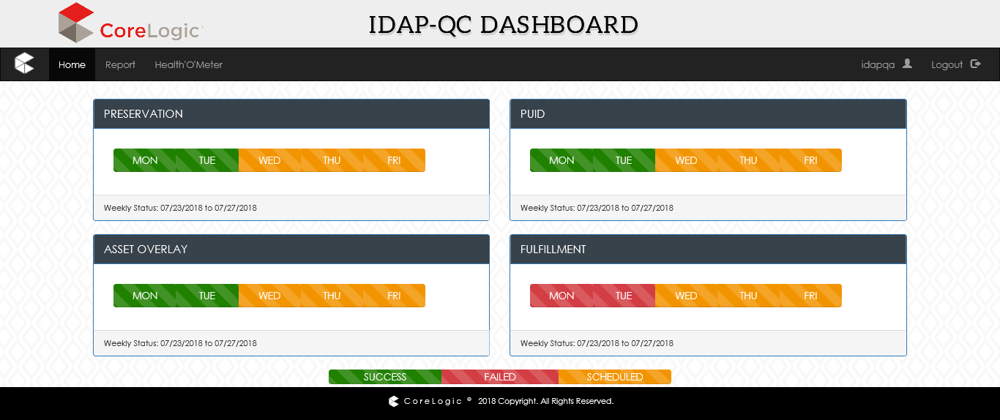 CoreLogic
IDAP-QC DASHBOARD
Home Report Health'O'Meter idapqa Logout
PRESERVATION
MON TUE WED THU FRI
Weekly Status: 07/23/2018 to 07/27/2018
PUID
MON TUE WED THU FRI
Weekly Status: 07/23/2018 to 07/27/2018
ASSET OVERLAY
MON TUE WED THU FRI
Weekly Status: 07/23/2018 to 07/27/2018
FULFILLMENT
MON TUE WED THU FRI
Weekly Status: 07/23/2018 to 07/27/2018
SUCCESS FAILED SCHEDULED
CoreLogic ® 2018 Copyright. All Rights Reserved.